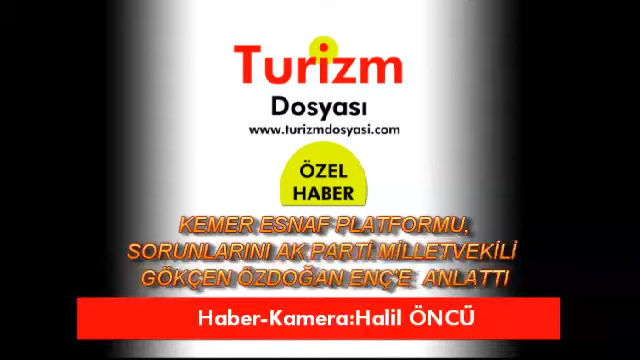 Turizm
Dosyası
www.turizmdosyasi.com
ÖZEL
HABER
KEMER ESNAF PLATFORMU,
SORUNLARINI AK PARTİ MİLLETVEKİLİ
GÖKÇEN ÖZDOĞAN ENÇ'E ANLATTI
Haber-Kamera:Halil ÖNCÜ